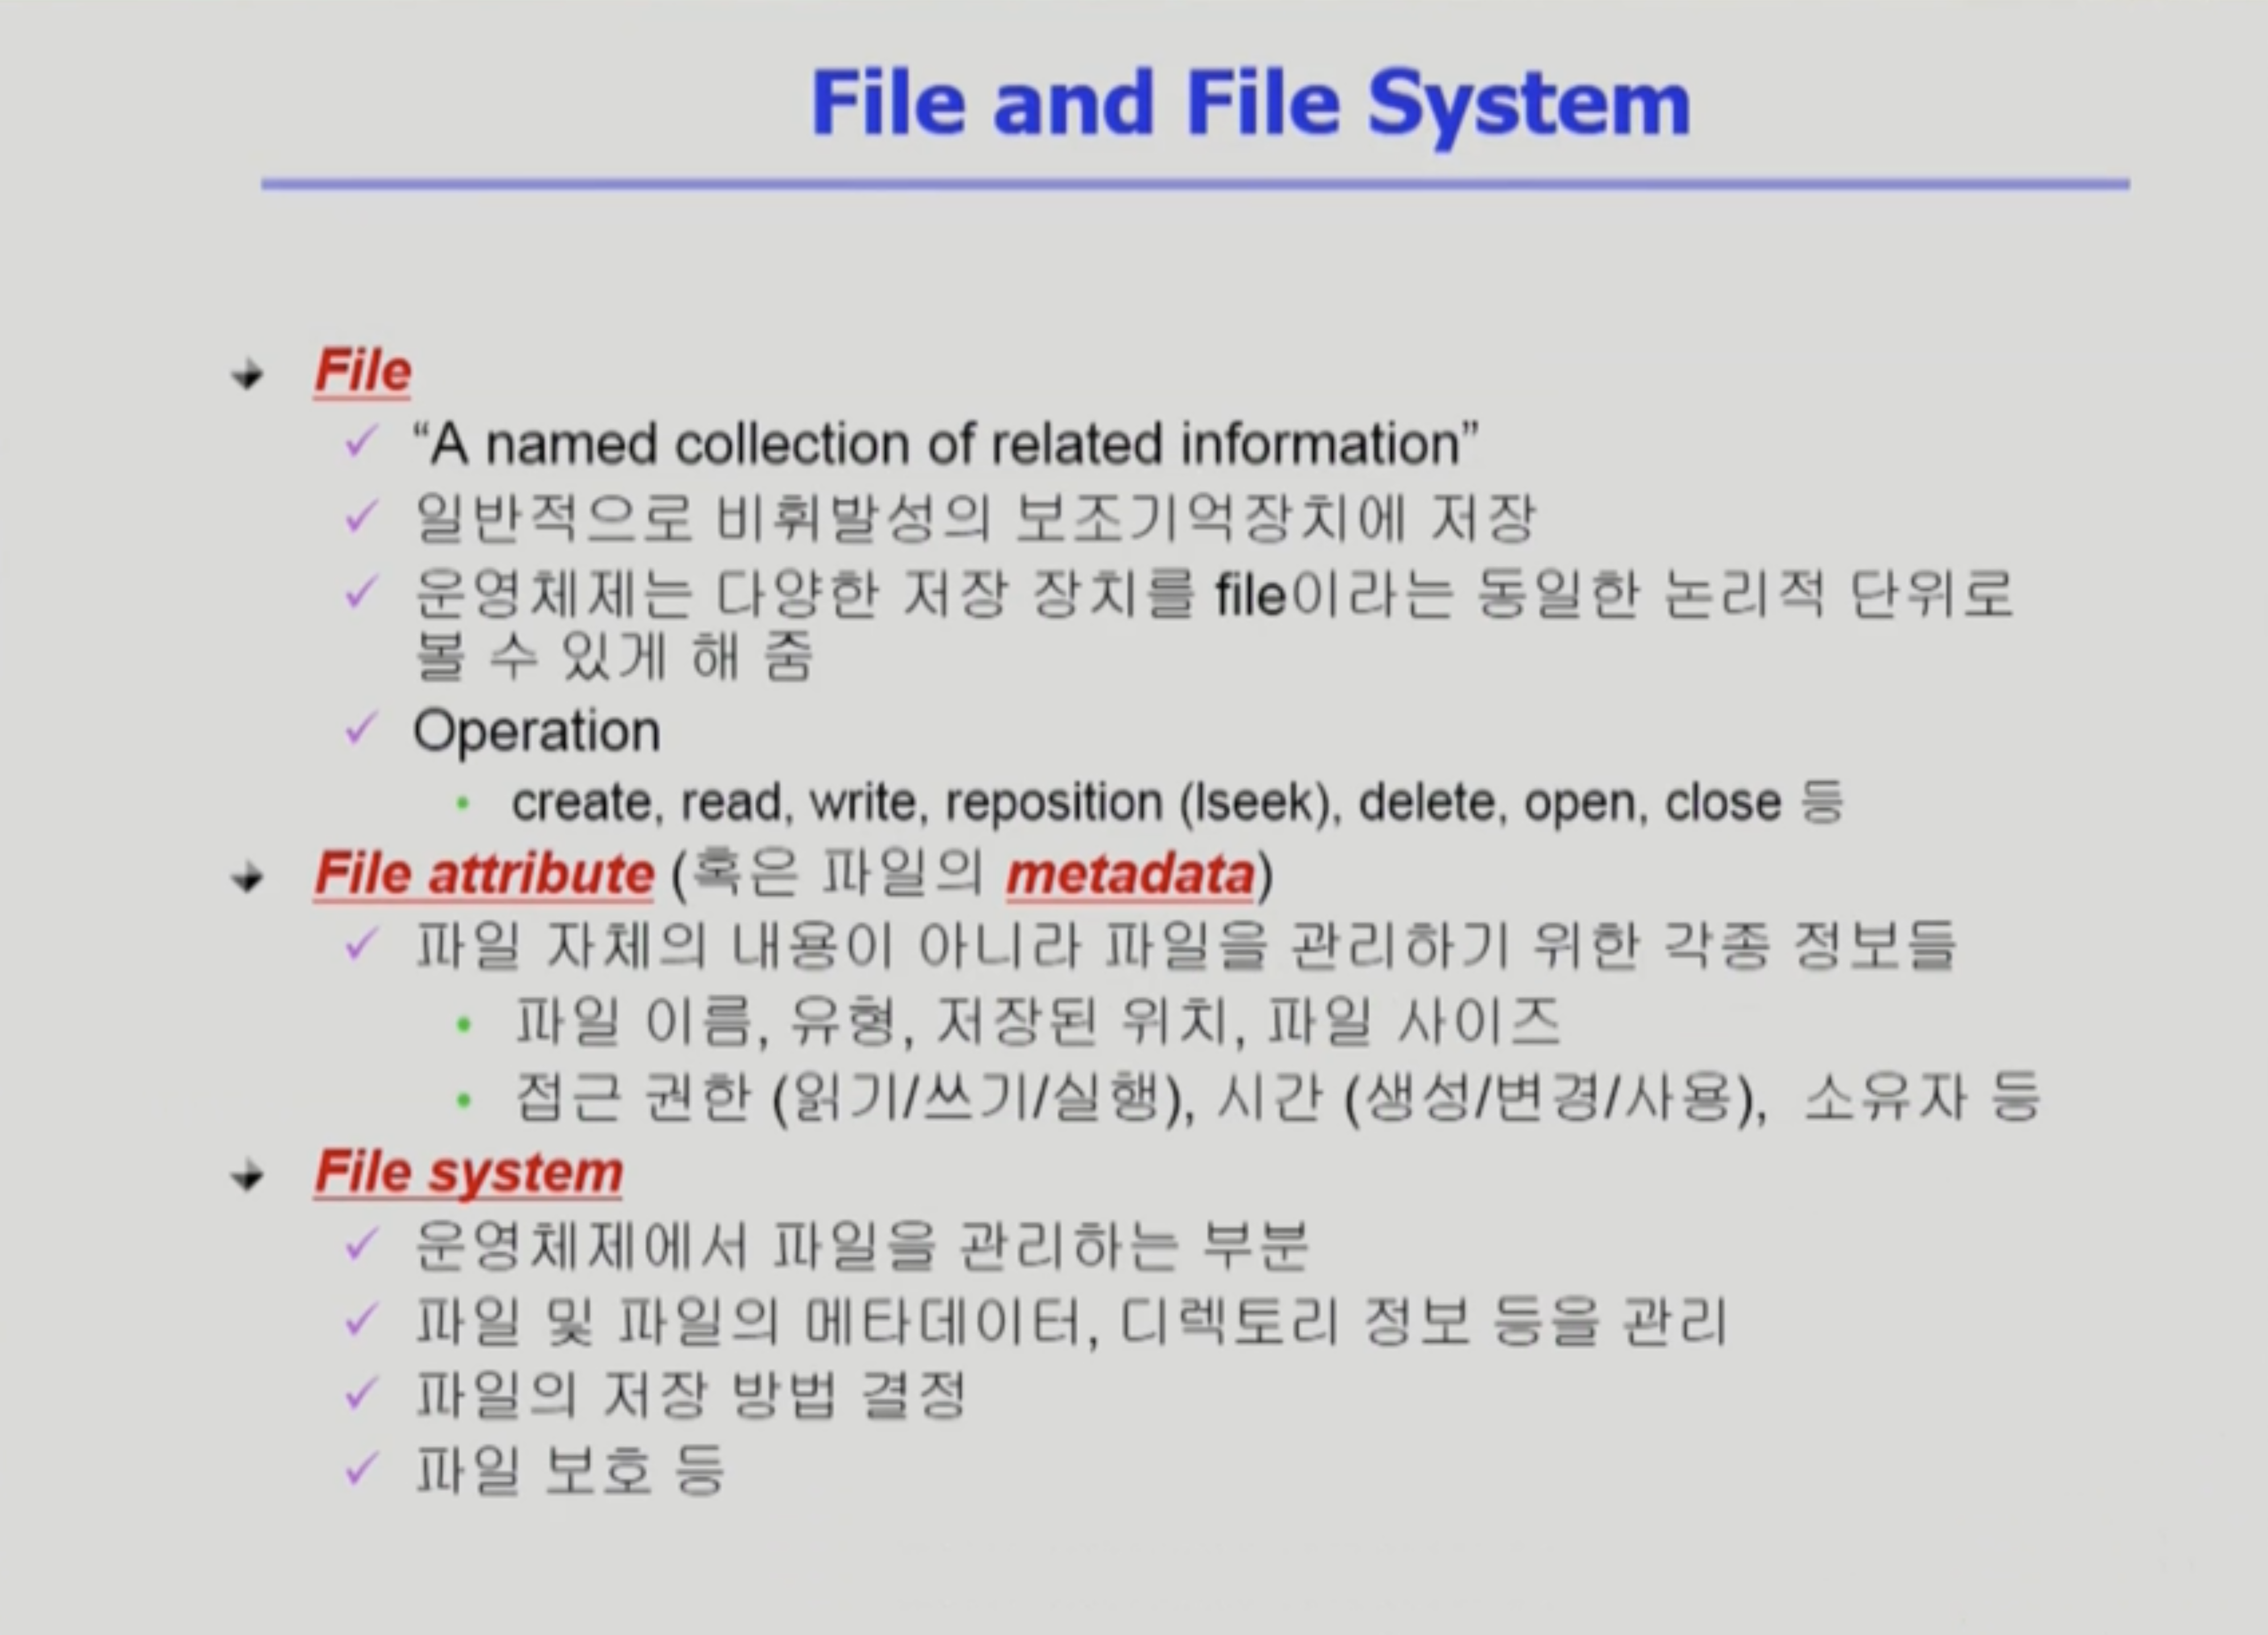 File and File System
File
“A named collection of related information”
일반적으로 비휘발성의 보조기억장치에 저장
운영체제는 다양한 저장 장치를 file이라는 동일한 논리적 단위로
볼 수 있게 해 줌
Operation
create, read, write, reposition (lseek), delete, open, close 등
File attribute (혹은 파일의 metadata)
파일 자체의 내용이 아니라 파일을 관리하기 위한 각종 정보들
파일 이름, 유형, 저장된 위치, 파일 사이즈
접근 권한 (읽기/쓰기/실행), 시간 (생성/변경/사용), 소유자 등
File system
운영체제에서 파일을 관리하는 부분
파일 및 파일의 메타데이터, 디렉토리 정보 등을 관리
파일의 저장 방법 결정
파일 보호 등